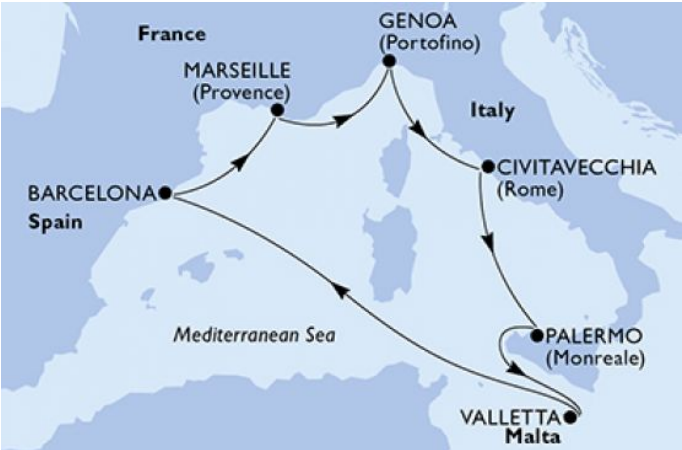 France
GENOA
(Portofino)
MARSEILLE
(Provence)
Italy
CIVITAVECCHIA
(Rome)
BARCELONA
Spain
Mediterranean Sea
PALERMO
(Monreale)
VALLETTA
Malta